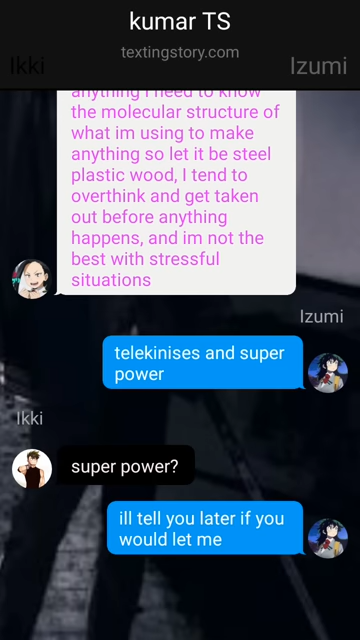 kumar TS
textingstory.com
Ikki
Izumi
anything I need to know
the molecular structure of
what im using to make
anything so let it be steel
plastic wood, I tend to
overthink and get taken
out before anything
happens, and im not the
best with stressful
situations
Izumi
telekinises and super
power
Ikki
super power?
ill tell you later if you
would let me